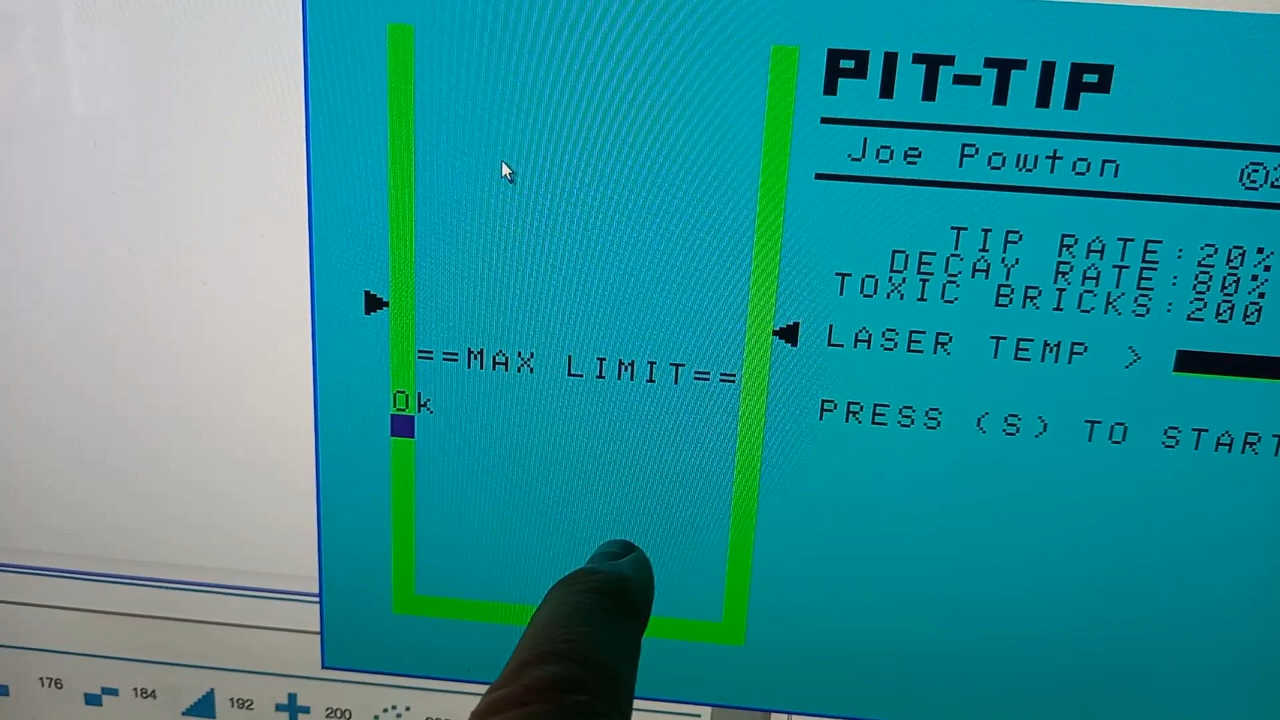 PIT-TIP
Joe Powton ©2
TIP RATE:20%
DECAY RATE:80%
TOXIC BRICKS:200
LASER TEMP >
PRESS (S) TO START
==MAX LIMIT==
Ok
176 184 192 200